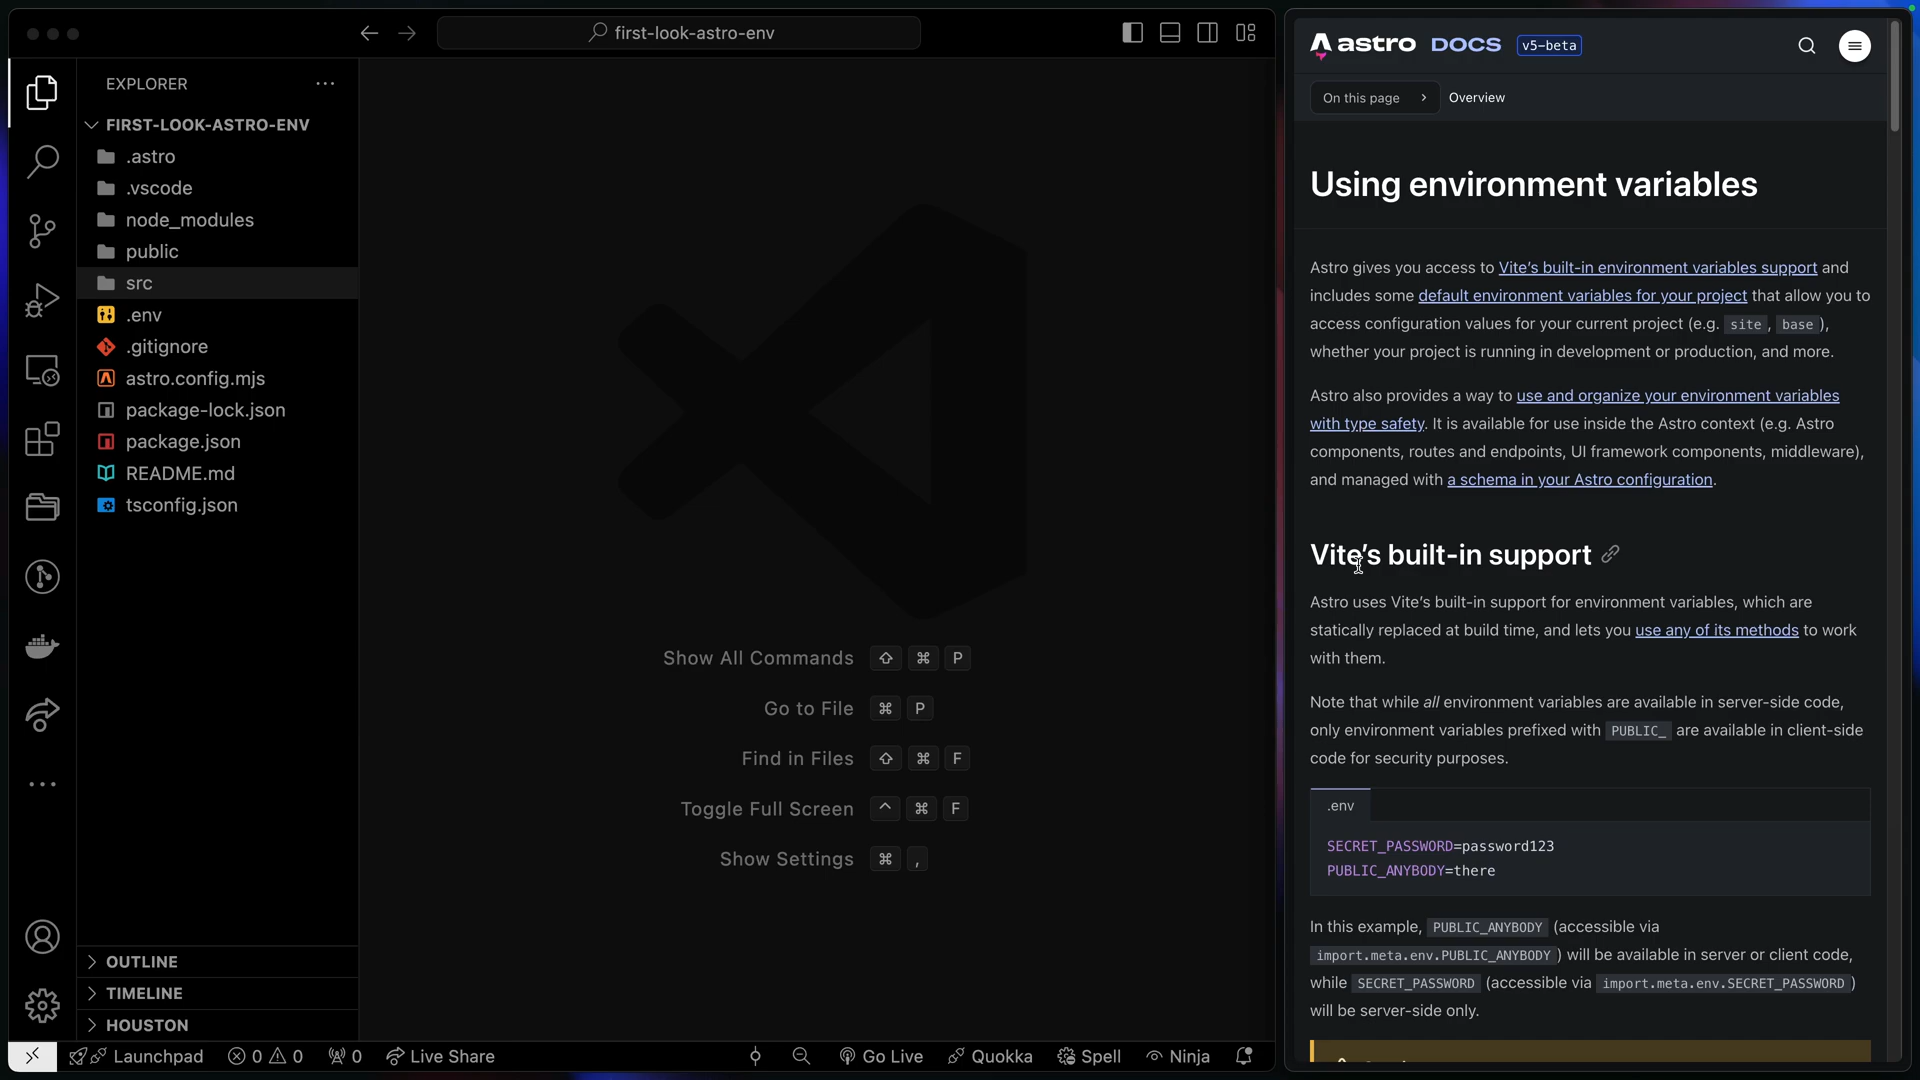 first-look-astro-env
EXPLORER
FIRST-LOOK-ASTRO-ENV
.astro
.vscode
node_modules
public
src
.env
.gitignore
astro.config.mjs
package-lock.json
package.json
README.md
tsconfig.json
OUTLINE
TIMELINE
HOUSTON
Show All Commands ⇧ ⌘ P
Go to File ⌘ P
Find in Files ⇧ ⌘ F
Toggle Full Screen ^ ⌘ F
Show Settings ⌘ ,
Launchpad 0 0 0 Live Share Go Live Quokka Spell Ninja
astro DOCS v5-beta
On this page Overview
Using environment variables
Astro gives you access to Vite’s built-in environment variables support and
includes some default environment variables for your project that allow you to
access configuration values for your current project (e.g. site, base),
whether your project is running in development or production, and more.
Astro also provides a way to use and organize your environment variables
with type safety. It is available for use inside the Astro context (e.g. Astro
components, routes and endpoints, UI framework components, middleware),
and managed with a schema in your Astro configuration.
Vite’s built-in support
Astro uses Vite’s built-in support for environment variables, which are
statically replaced at build time, and lets you use any of its methods to work
with them.
Note that while all environment variables are available in server-side code,
only environment variables prefixed with PUBLIC_ are available in client-side
code for security purposes.
.env
SECRET_PASSWORD=password123
PUBLIC_ANYBODY=there
In this example, PUBLIC_ANYBODY (accessible via
import.meta.env.PUBLIC_ANYBODY) will be available in server or client code,
while SECRET_PASSWORD (accessible via import.meta.env.SECRET_PASSWORD)
will be server-side only.